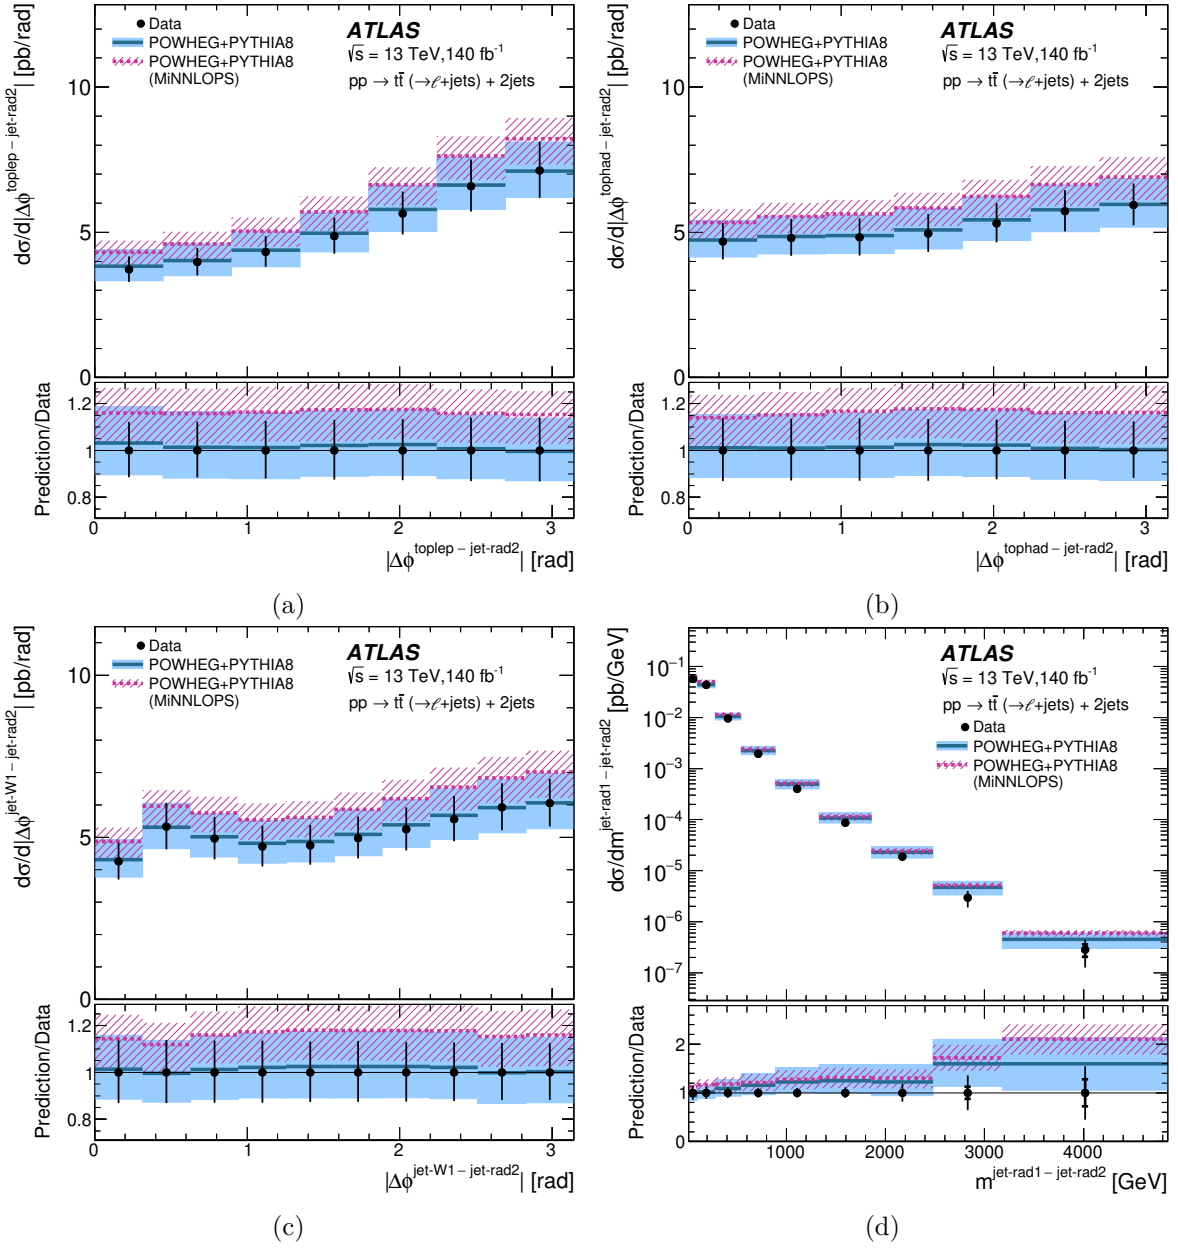 Data
POWHEG+PYTHIA8
POWHEG+PYTHIA8
(MiNNLOPS)
ATLAS
√s = 13 TeV,140 fb⁻¹
pp → tt̄ (→ℓ+jets) + 2jets
dσ/d|Δϕ^toplep – jet-rad2| [pb/rad]
10
5
0
Prediction/Data
1.2
1
0.8
0 1 2 3
|Δϕ^toplep – jet-rad2| [rad]
(a)
Data
POWHEG+PYTHIA8
POWHEG+PYTHIA8
(MiNNLOPS)
ATLAS
√s = 13 TeV,140 fb⁻¹
pp → tt̄ (→ℓ+jets) + 2jets
dσ/d|Δϕ^tophad – jet-rad2| [pb/rad]
10
5
0
Prediction/Data
1.2
1
0.8
0 1 2 3
|Δϕ^tophad – jet-rad2| [rad]
(b)
Data
POWHEG+PYTHIA8
POWHEG+PYTHIA8
(MiNNLOPS)
ATLAS
√s = 13 TeV,140 fb⁻¹
pp → tt̄ (→ℓ+jets) + 2jets
dσ/d|Δϕ^jet-W1 – jet-rad2| [pb/rad]
10
5
0
Prediction/Data
1.2
1
0.8
0 1 2 3
|Δϕ^jet-W1 – jet-rad2| [rad]
(c)
ATLAS
√s = 13 TeV,140 fb⁻¹
pp → tt̄ (→ℓ+jets) + 2jets
Data
POWHEG+PYTHIA8
POWHEG+PYTHIA8
(MiNNLOPS)
dσ/dm^jet-rad1 – jet-rad2 [pb/GeV]
10⁻¹
10⁻²
10⁻³
10⁻⁴
10⁻⁵
10⁻⁶
10⁻⁷
Prediction/Data
2
1
0
1000 2000 3000 4000
m^jet-rad1 – jet-rad2 [GeV]
(d)